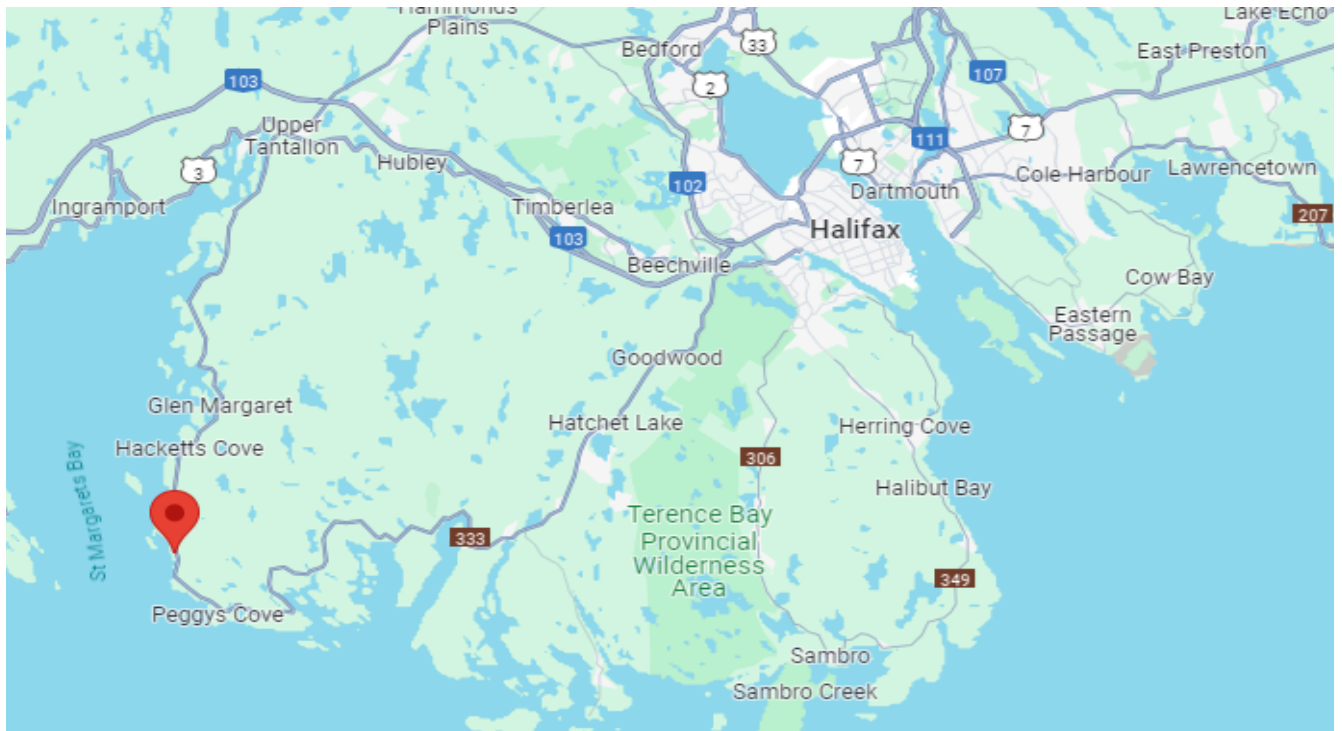 Hammonds
Plains
Lake Echo
Bedford
33
East Preston
103
2
107
Upper
Tantallon
7
111
Hubley
7
3
102
Dartmouth
Cole Harbour
Lawrencetown
Ingramport
Timberlea
207
Halifax
103
Beechville
Cow Bay
Eastern
Passage
Goodwood
Glen Margaret
Hatchet Lake
Herring Cove
Hacketts Cove
306
St Margarets Bay
Halibut Bay
Terence Bay
Provincial
Wilderness
Area
333
349
Peggys Cove
Sambro
Sambro Creek